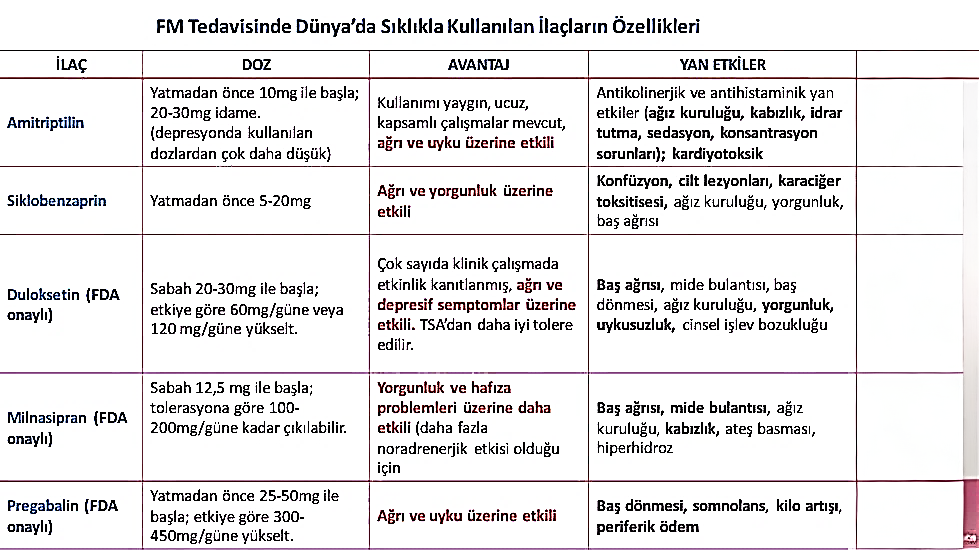 FM Tedavisinde Dünya'da Sıklıkla Kullanılan İlaçların Özellikleri
İLAÇ
DOZ
AVANTAJ
YAN ETKİLER
Amitriptilin
Yatmadan önce 10mg ile başla;
20-30mg idame.
(depresyonda kullanılan
dozlardan çok daha düşük)
Kullanımı yaygın, ucuz,
kapsamlı çalışmalar mevcut,
ağrı ve uyku üzerine etkili
Antikolinerjik ve antihistaminik yan
etkiler (ağız kuruluğu, kabızlık, idrar
tutma, sedasyon, konsantrasyon
sorunları); kardiyotoksik
Siklobenzaprin
Yatmadan önce 5-20mg
Ağrı ve yorgunluk üzerine
etkili
Konfüzyon, cilt lezyonları, karaciğer
toksitisesi, ağız kuruluğu, yorgunluk,
baş ağrısı
Duloksetin (FDA
onaylı)
Sabah 20-30mg ile başla;
etkiye göre 60mg/güne veya
120 mg/güne yükselt.
Çok sayıda klinik çalışmada
etkinlik kanıtlanmış, ağrı ve
depresif semptomlar üzerine
etkili. TSA'dan daha iyi tolere
edilir.
Baş ağrısı, mide bulantısı, baş
dönmesi, ağız kuruluğu, yorgunluk,
uykusuzluk, cinsel işlev bozukluğu
Milnasipran (FDA
onaylı)
Sabah 12,5 mg ile başla;
tolerasyona göre 100-
200mg/güne kadar çıkılabilir.
Yorgunluk ve hafıza
problemleri üzerine daha
etkili (daha fazla
noradrenerjik etkisi olduğu
için
Baş ağrısı, mide bulantısı, ağız
kuruluğu, kabızlık, ateş basması,
hiperhidroz
Pregabalin (FDA
onaylı)
Yatmadan önce 25-50mg ile
başla; etkiye göre 300-
450mg/güne yükselt.
Ağrı ve uyku üzerine etkili
Baş dönmesi, somnolans, kilo artışı,
periferik ödem